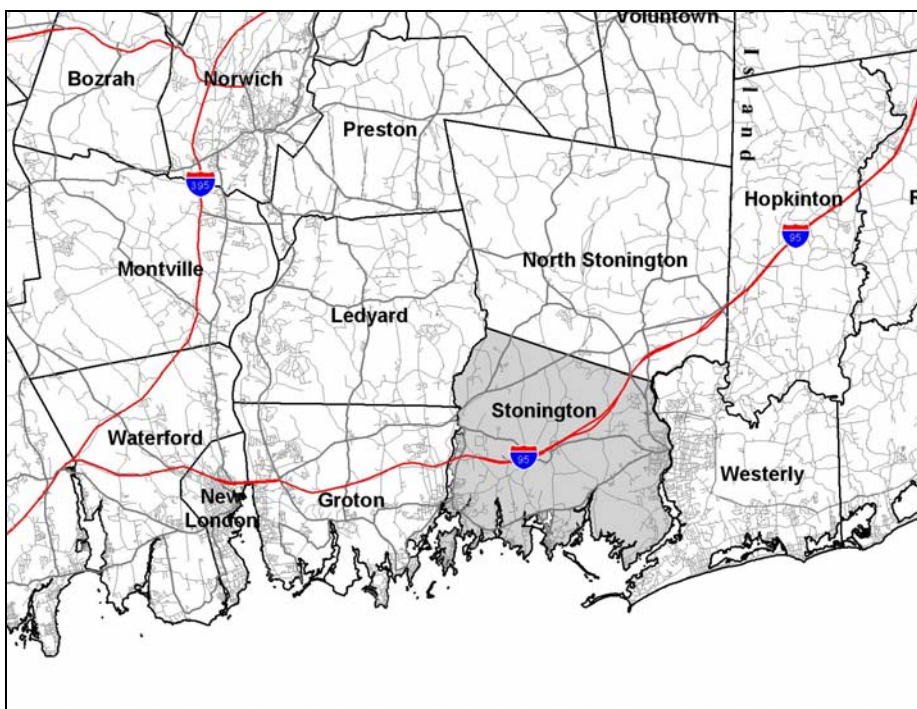 Voluntown
Bozrah
Norwich
Preston
Island
395
Hopkinton
95
Montville
North Stonington
Ledyard
Stonington
Waterford
95
Westerly
New
London
Groton
R